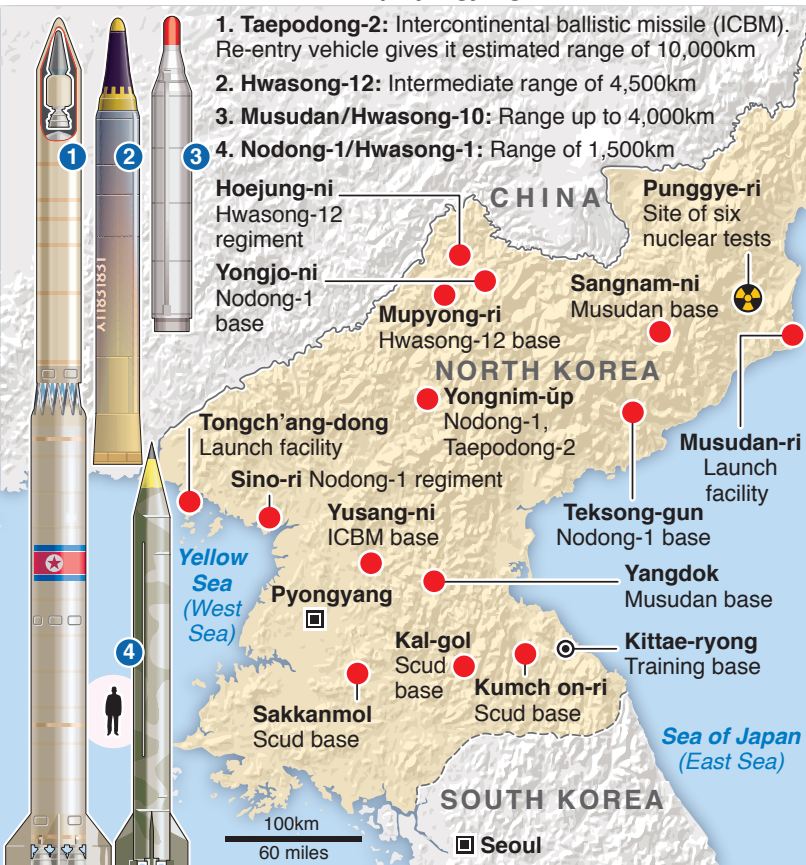 1. Taepodong-2: Intercontinental ballistic missile (ICBM).
Re-entry vehicle gives it estimated range of 10,000km
2. Hwasong-12: Intermediate range of 4,500km
3. Musudan/Hwasong-10: Range up to 4,000km
4. Nodong-1/Hwasong-1: Range of 1,500km
1
2
3
Hoejung-ni
Hwasong-12
regiment
CHINA
Punggye-ri
Site of six
nuclear tests
Yongjo-ni
Nodong-1
base
Mupyong-ri
Hwasong-12 base
Sangnam-ni
Musudan base
NORTH KOREA
Yongnim-ŭp
Nodong-1,
Taepodong-2
Tongch'ang-dong
Launch facility
Musudan-ri
Launch
facility
Sino-ri Nodong-1 regiment
Yusang-ni
ICBM base
Teksong-gun
Nodong-1 base
Yellow
Sea
(West
Sea)
Pyongyang
Yangdok
Musudan base
4
Kal-gol
Scud
base
Kittae-ryong
Training base
Kumch on-ri
Scud base
Sakkanmol
Scud base
Sea of Japan
(East Sea)
SOUTH KOREA
100km
60 miles
Seoul